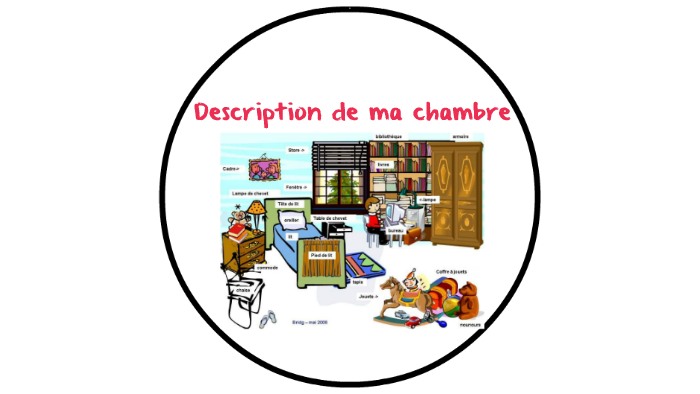 Description de ma chambre
bibliothèque
armoire
Store ->
livres
Cadre->
Fenêtre ->
Lampe de chevet
Tête de lit
oreiller
Table de chevet
lampe
lit
bureau
Pied de lit
commode
tapis
Coffre à jouets
chaise
Jouets ->
nounours